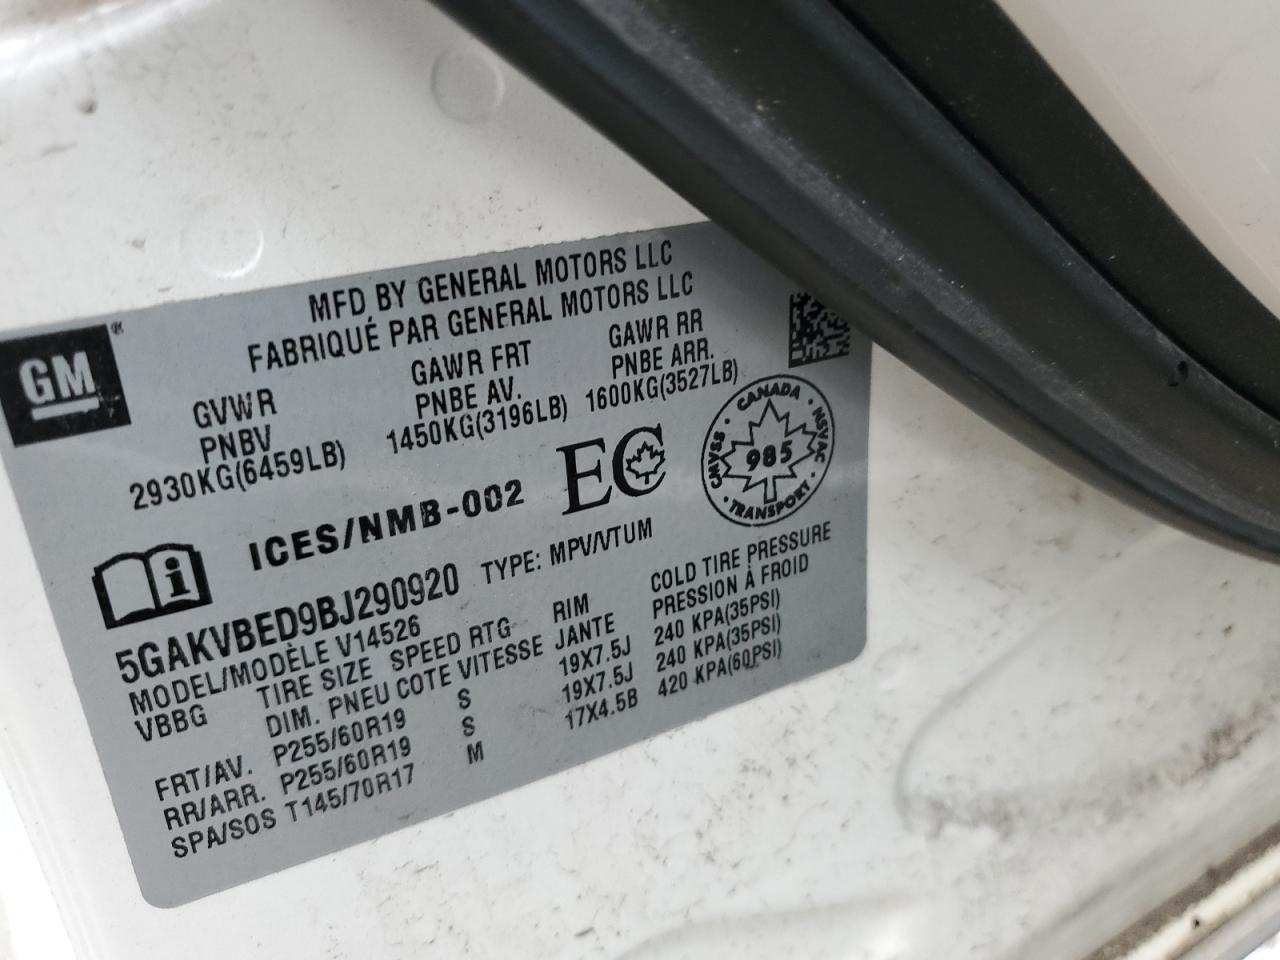 MFD BY GENERAL MOTORS LLC
FABRIQUÉ PAR GENERAL MOTORS LLC
GM®
GVWR GAWR FRT GAWR RR
PNBV PNBE AV. PNBE ARR.
2930KG(6459LB) 1450KG(3196LB) 1600KG(3527LB)
ICES/NMB-002 EC
CANADA · NSVAC · TRANSPORT · CMVSS ·
985
i
5GAKVBED9BJ290920 TYPE: MPV/VTUM
MODEL/MODÈLE V14526
VBBG TIRE SIZE SPEED RTG RIM COLD TIRE PRESSURE
DIM. PNEU COTE VITESSE JANTE PRESSION À FROID
FRT/AV. P255/60R19 S 19X7.5J 240 KPA(35PSI)
RR/ARR. P255/60R19 S 19X7.5J 240 KPA(35PSI)
SPA/SOS T145/70R17 M 17X4.5B 420 KPA(60PSI)